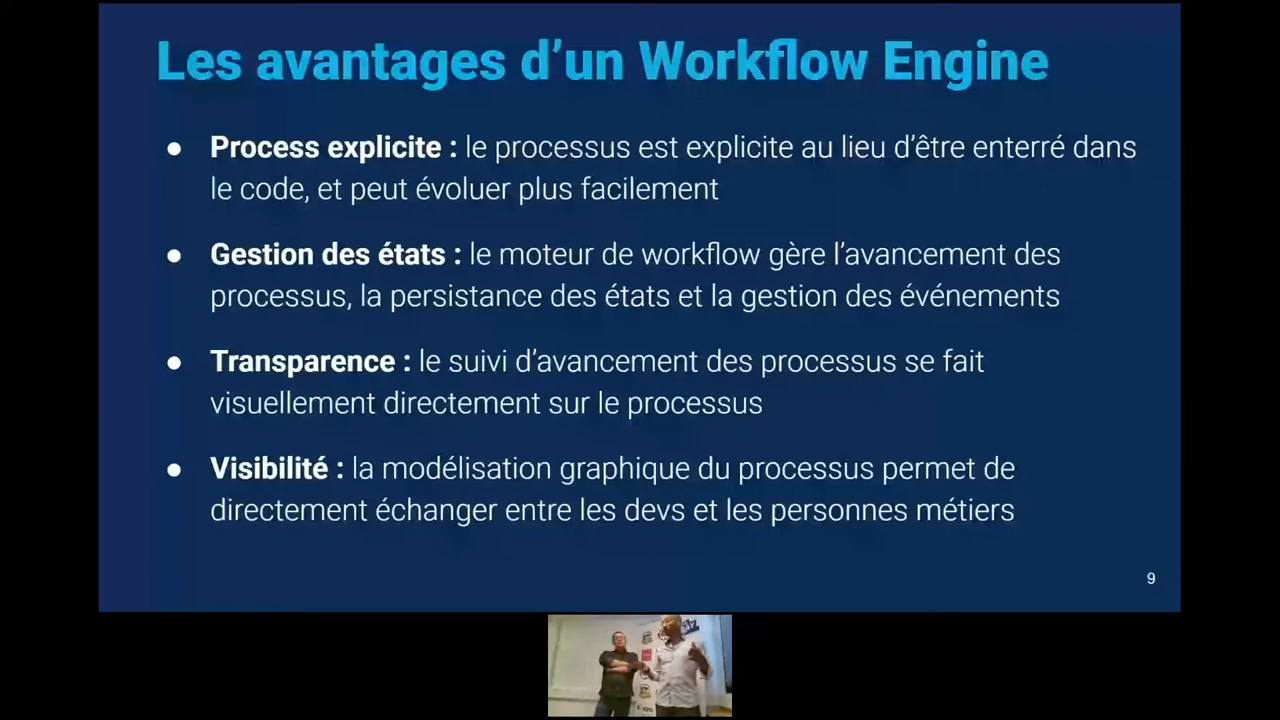 Les avantages d’un Workflow Engine
● Process explicite : le processus est explicite au lieu d’être enterré dans
le code, et peut évoluer plus facilement
● Gestion des états : le moteur de workflow gère l’avancement des
processus, la persistance des états et la gestion des événements
● Transparence : le suivi d’avancement des processus se fait
visuellement directement sur le processus
● Visibilité : la modélisation graphique du processus permet de
directement échanger entre les devs et les personnes métiers
9